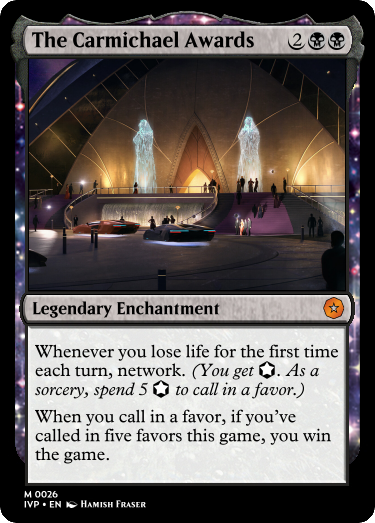 The Carmichael Awards 2
Legendary Enchantment
Whenever you lose life for the first time
each turn, network. (You get . As a
sorcery, spend 5 to call in a favor.)
When you call in a favor, if you’ve
called in five favors this game, you win
the game.
M 0026
IVP • EN Hamish Fraser